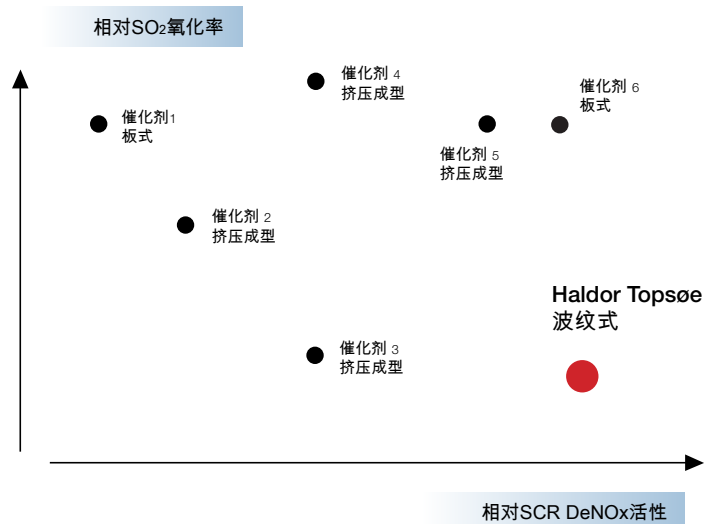 相对SO₂氧化率
催化剂 4
挤压成型
催化剂 6
板式
催化剂1
板式
催化剂 5
挤压成型
催化剂 2
挤压成型
Haldor Topsøe
波纹式
催化剂 3
挤压成型
相对SCR DeNOx活性